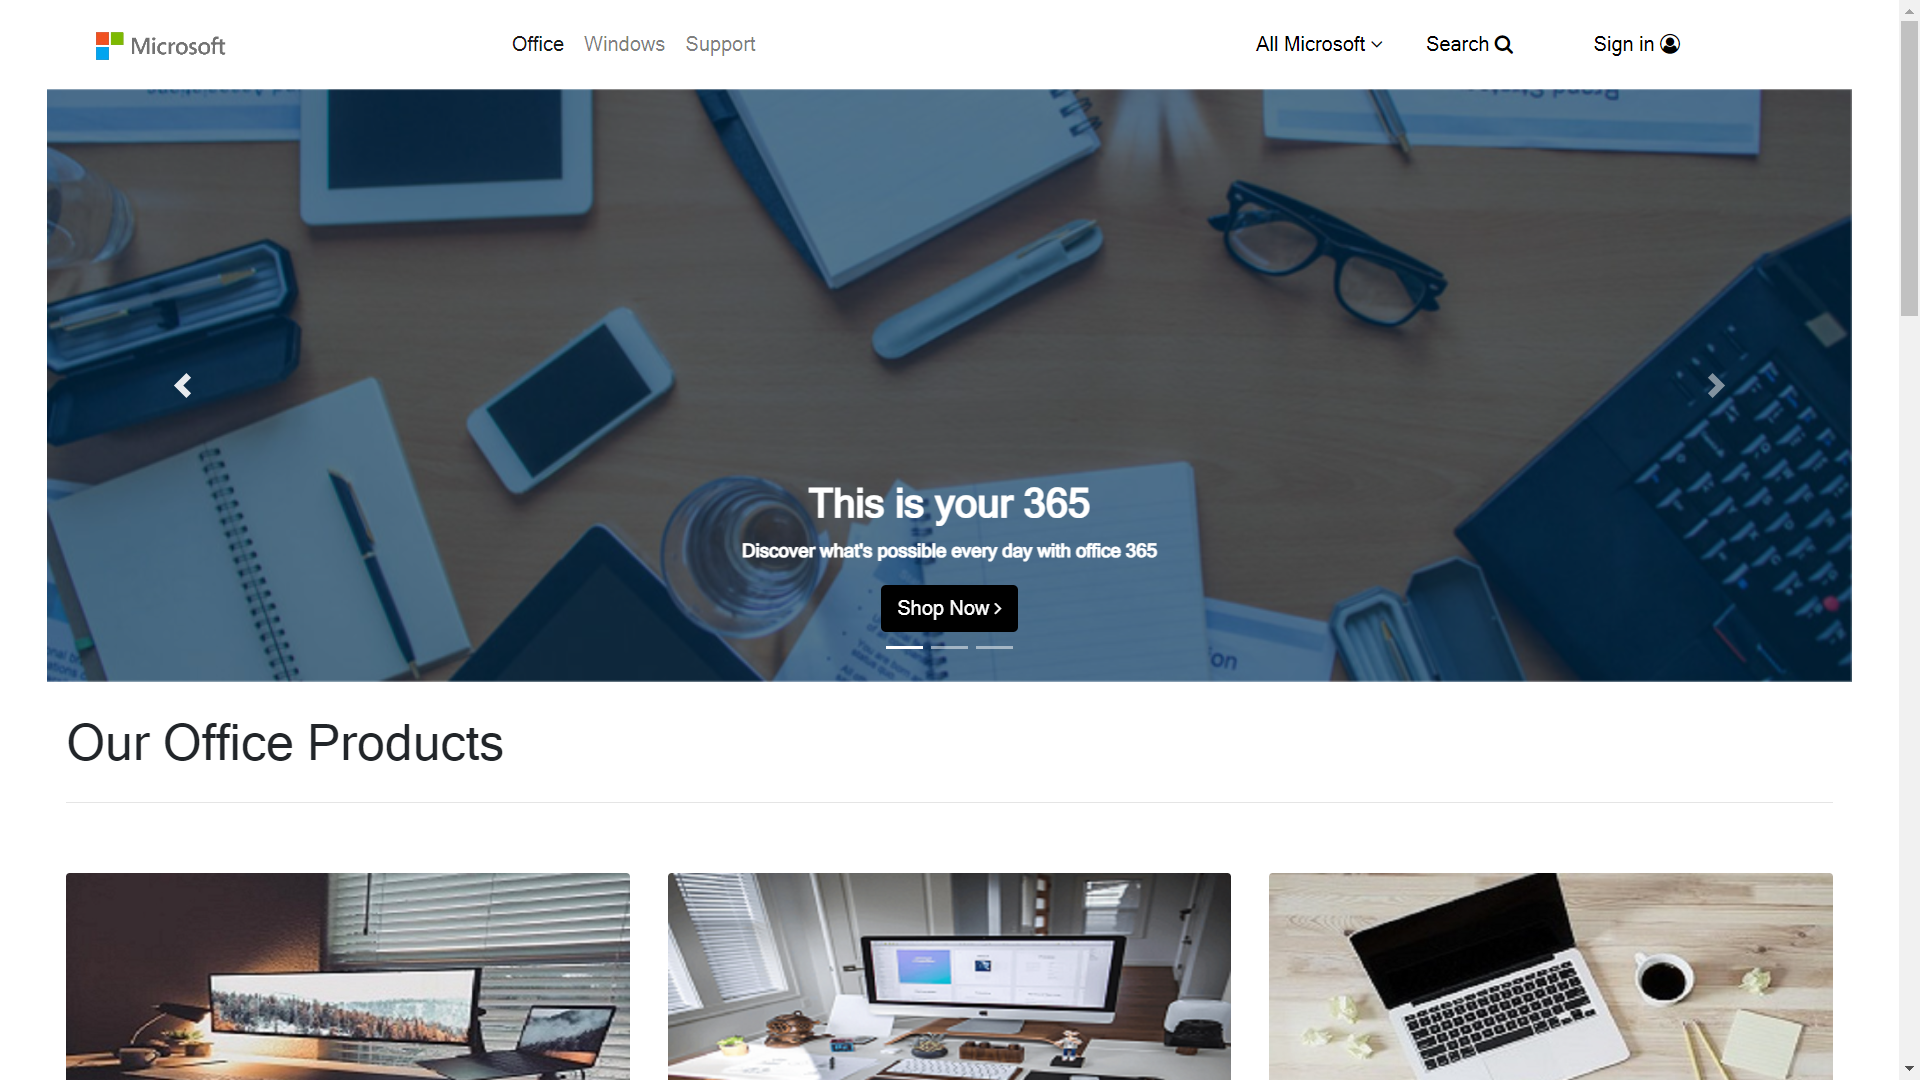 Microsoft
Office Windows Support
All Microsoft
Search
Sign in
This is your 365
Discover what's possible every day with office 365
Shop Now
Our Office Products